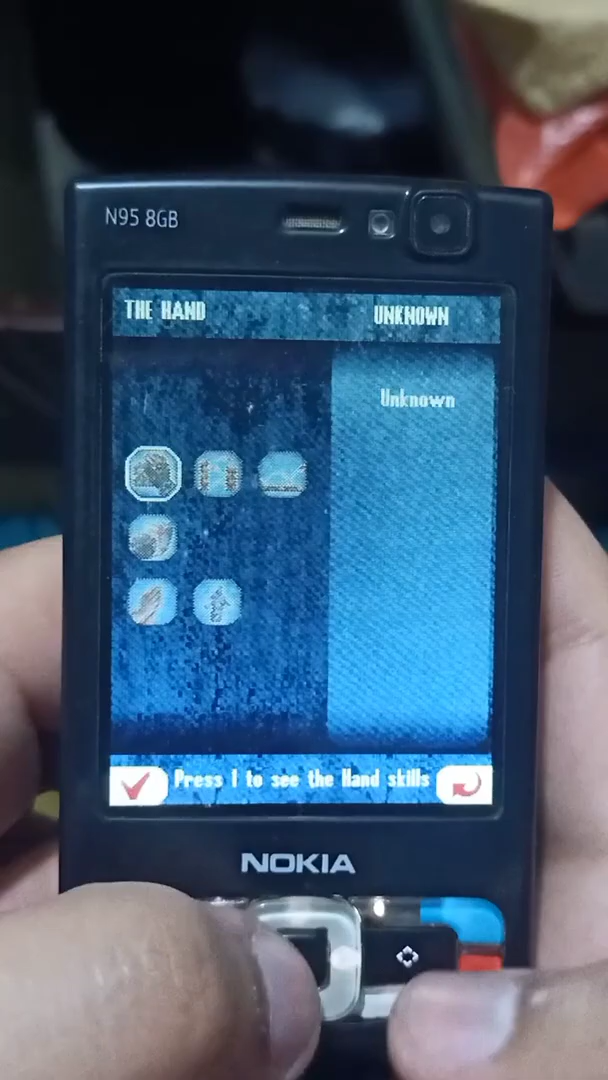 N95 8GB
THE HAND
UNKNOWN
Unknown
Press 1 to see the Hand skills
NOKIA